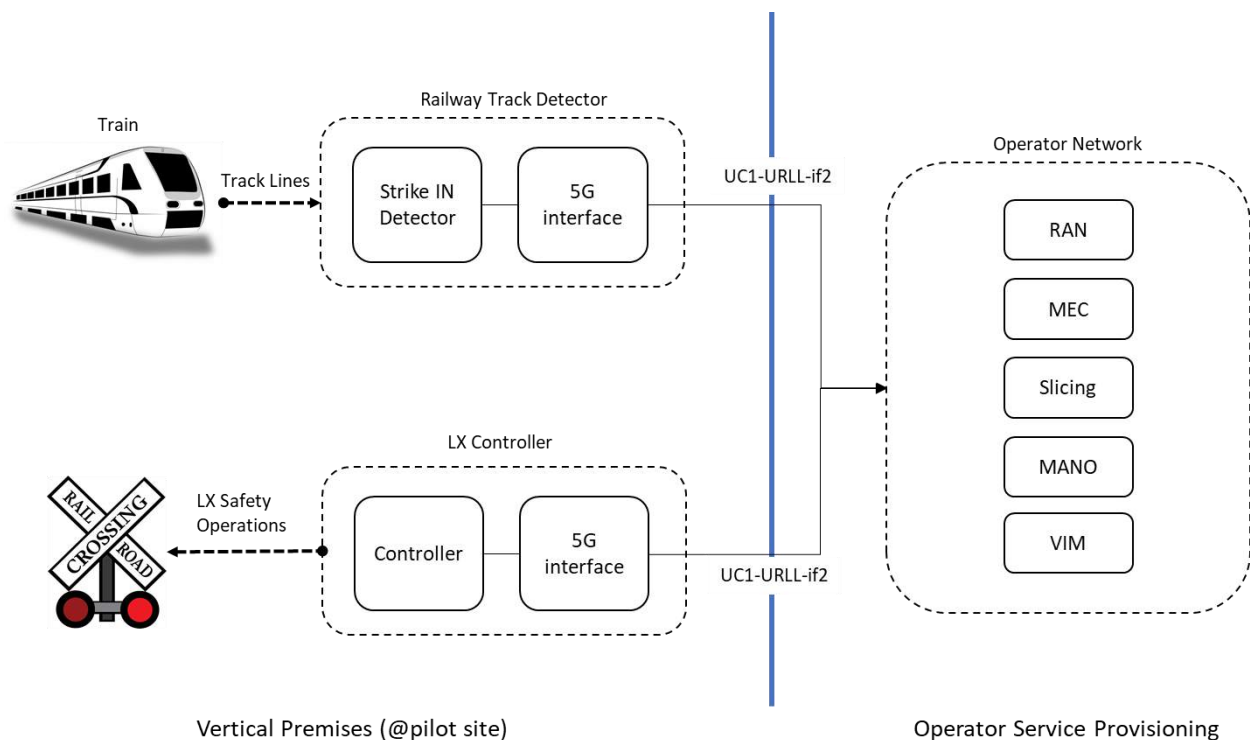 Railway Track Detector
Train
Track Lines
Strike IN
Detector
5G
interface
UC1-URLL-if2
Operator Network
RAN
MEC
Slicing
MANO
VIM
LX Controller
LX Safety
Operations
RAIL
CROSSING
ROAD
Controller
5G
interface
UC1-URLL-if2
Vertical Premises (@pilot site)
Operator Service Provisioning